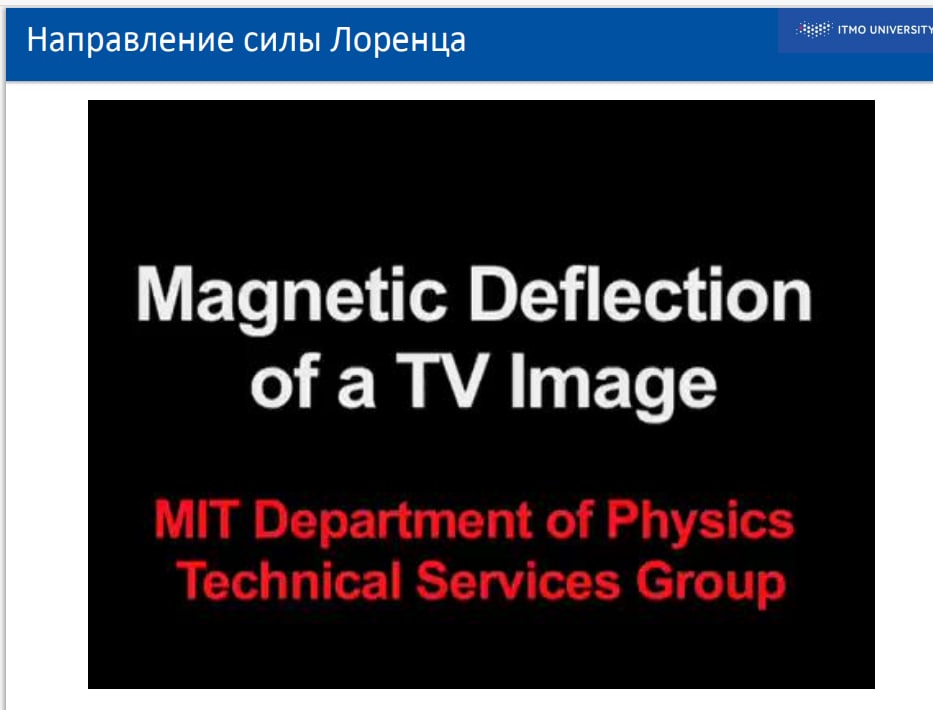 Направление силы Лоренца
ITMO UNIVERSITY
Magnetic Deflection
of a TV Image
MIT Department of Physics
Technical Services Group